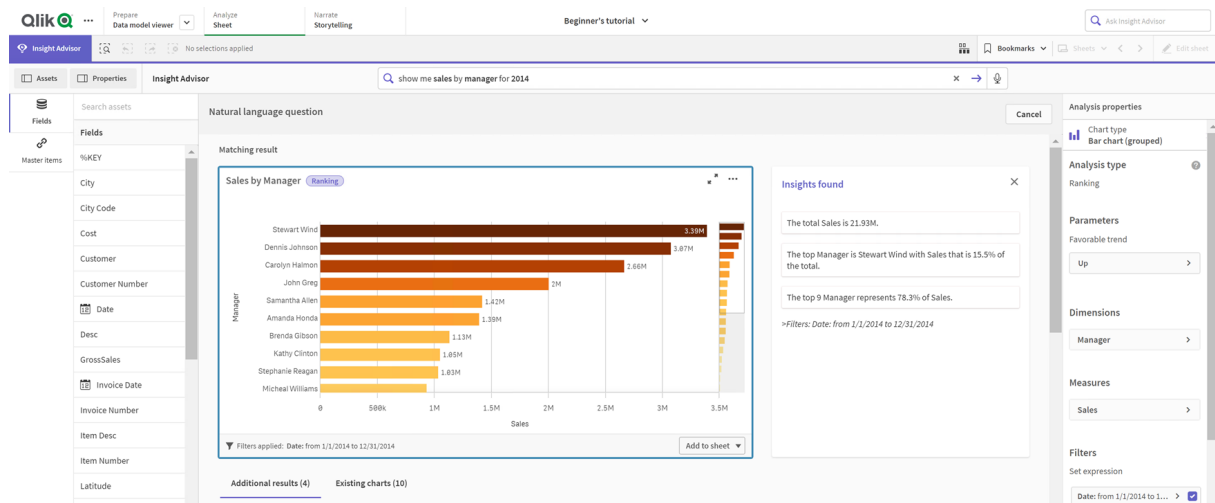 Qlik
...
Prepare
Data model viewer
Analyze
Sheet
Narrate
Storytelling
Beginner's tutorial
Ask Insight Advisor
Insight Advisor
No selections applied
Bookmarks
Sheets
Edit sheet
Assets
Properties
Insight Advisor
show me sales by manager for 2014
Fields
Master items
Search assets
Fields
%KEY
City
City Code
Cost
Customer
Customer Number
Date
Desc
GrossSales
Invoice Date
Invoice Number
Item Desc
Item Number
Latitude
Natural language question
Cancel
Matching result
Sales by Manager
Ranking
Manager
Stewart Wind
3.39M
Dennis Johnson
3.07M
Carolyn Halmon
2.66M
John Greg
2M
Samantha Allen
1.42M
Amanda Honda
1.39M
Brenda Gibson
1.13M
Kathy Clinton
1.05M
Stephanie Reagan
1.03M
Micheal Williams
0 500k 1M 1.5M 2M 2.5M 3M 3.5M
Sales
Filters applied: Date: from 1/1/2014 to 12/31/2014
Add to sheet
Additional results (4)
Existing charts (10)
Insights found
The total Sales is 21.93M.
The top Manager is Stewart Wind with Sales that is 15.5% of
the total.
The top 9 Manager represents 78.3% of Sales.
>Filters: Date: from 1/1/2014 to 12/31/2014
Analysis properties
Chart type
Bar chart (grouped)
Analysis type
Ranking
Parameters
Favorable trend
Up
Dimensions
Manager
Measures
Sales
Filters
Set expression
Date: from 1/1/2014 to 1...